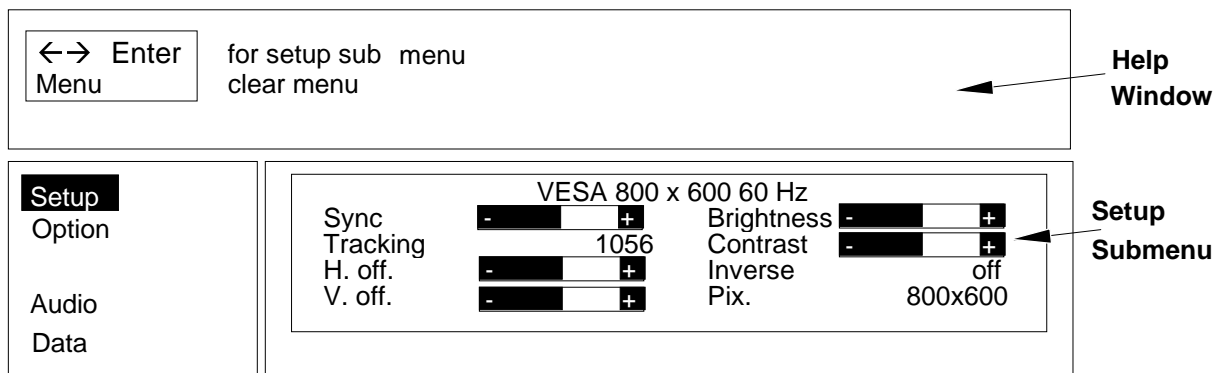 ←→ Enter for setup sub menu
Menu clear menu
Help
Window
Setup
Option
Audio
Data
VESA 800 x 600 60 Hz
Sync - + Brightness - +
Tracking 1056 Contrast - +
H. off. - + Inverse off
V. off. - + Pix. 800x600
Setup
Submenu